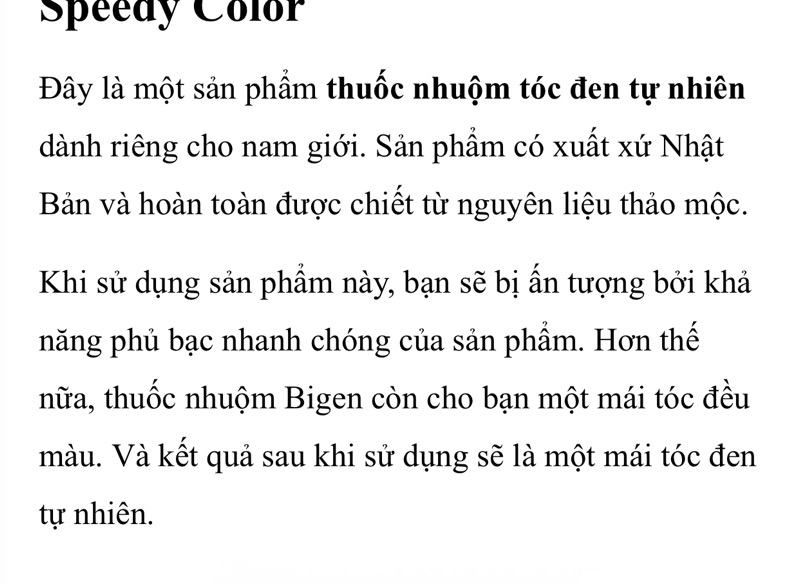 Speedy Color
Đây là một sản phẩm thuốc nhuộm tóc đen tự nhiên
dành riêng cho nam giới. Sản phẩm có xuất xứ Nhật
Bản và hoàn toàn được chiết từ nguyên liệu thảo mộc.
Khi sử dụng sản phẩm này, bạn sẽ bị ấn tượng bởi khả
năng phủ bạc nhanh chóng của sản phẩm. Hơn thế
nữa, thuốc nhuộm Bigen còn cho bạn một mái tóc đều
màu. Và kết quả sau khi sử dụng sẽ là một mái tóc đen
tự nhiên.